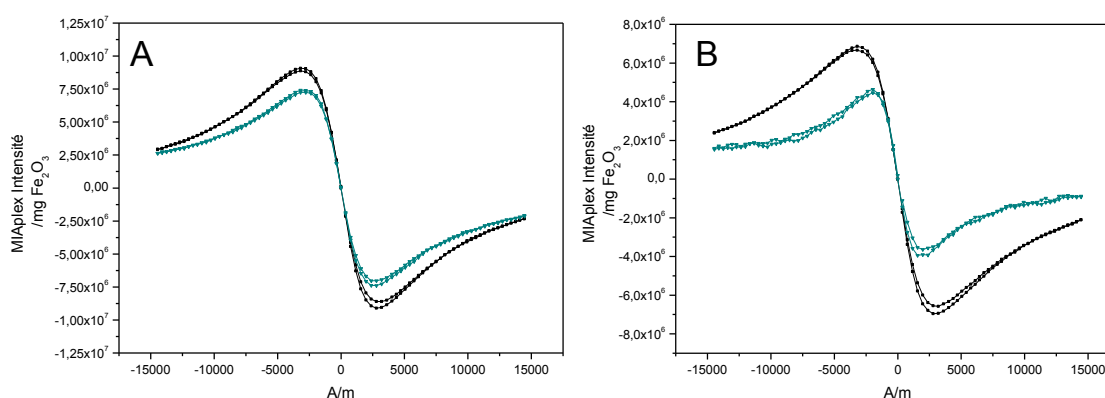 A
1,25x10⁷
1,00x10⁷
7,50x10⁶
5,00x10⁶
2,50x10⁶
0,00
-2,50x10⁶
-5,00x10⁶
-7,50x10⁶
-1,00x10⁷
-1,25x10⁷
MIAplex Intensité
/mg Fe₂O₃
-15000 -10000 -5000 0 5000 10000 15000
A/m
B
8,0x10⁶
6,0x10⁶
4,0x10⁶
2,0x10⁶
0,0
-2,0x10⁶
-4,0x10⁶
-6,0x10⁶
-8,0x10⁶
MIAplex Intensité
/mg Fe₂O₃
-15000 -10000 -5000 0 5000 10000 15000
A/m